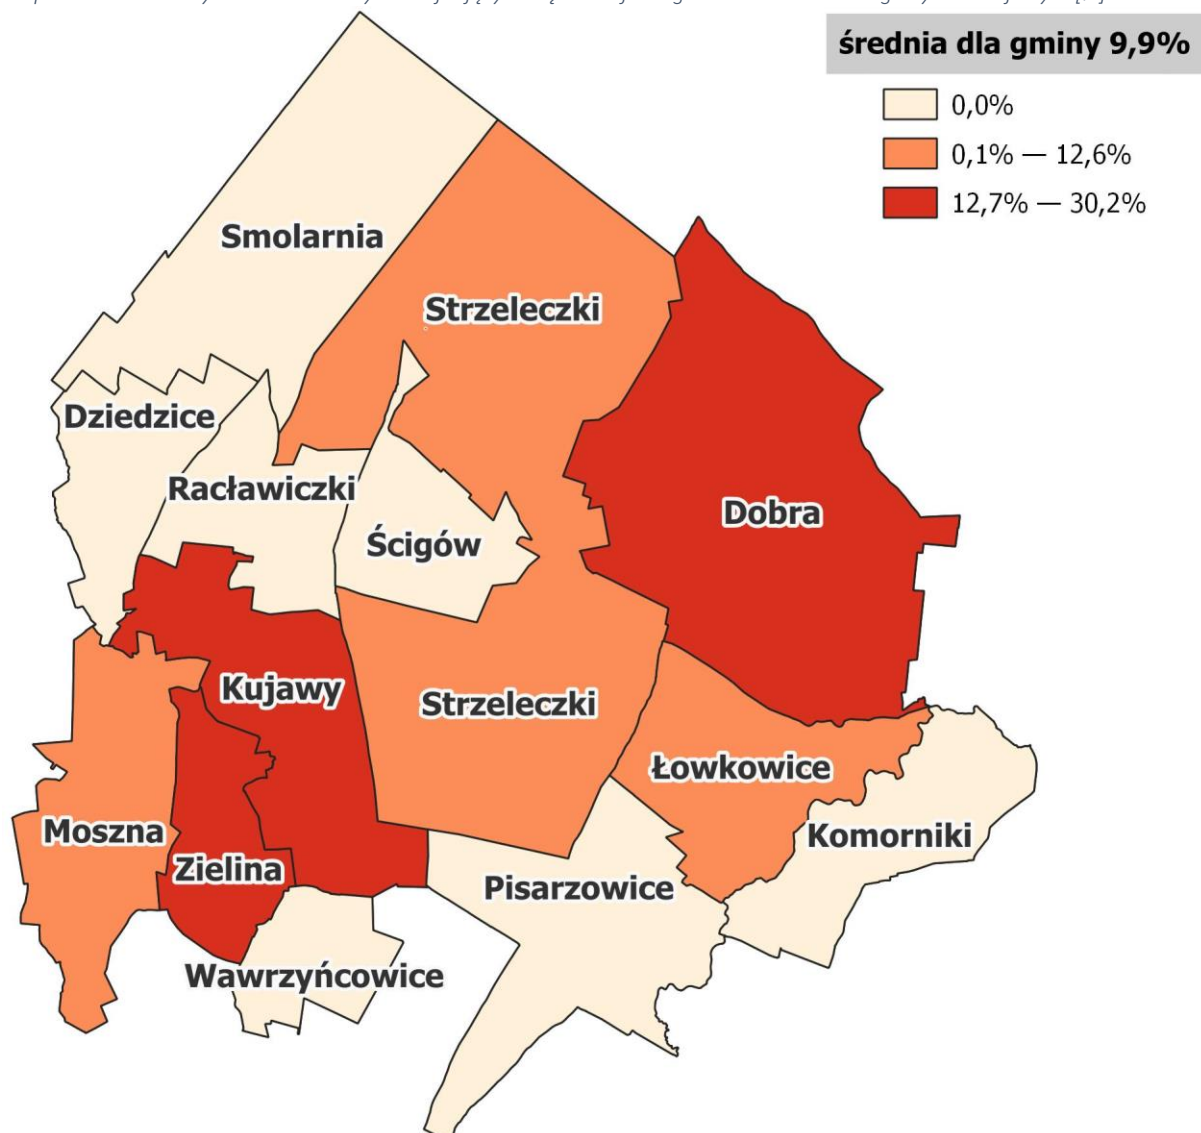 średnia dla gminy 9,9%
0,0%
0,1% — 12,6%
12,7% — 30,2%
Smolarnia
Strzeleczki
Dziedzice
Racławiczki
Dobra
Ścigów
Kujawy
Strzeleczki
Łowkowice
Moszna
Komorniki
Zielina
Pisarzowice
Wawrzyńcowice